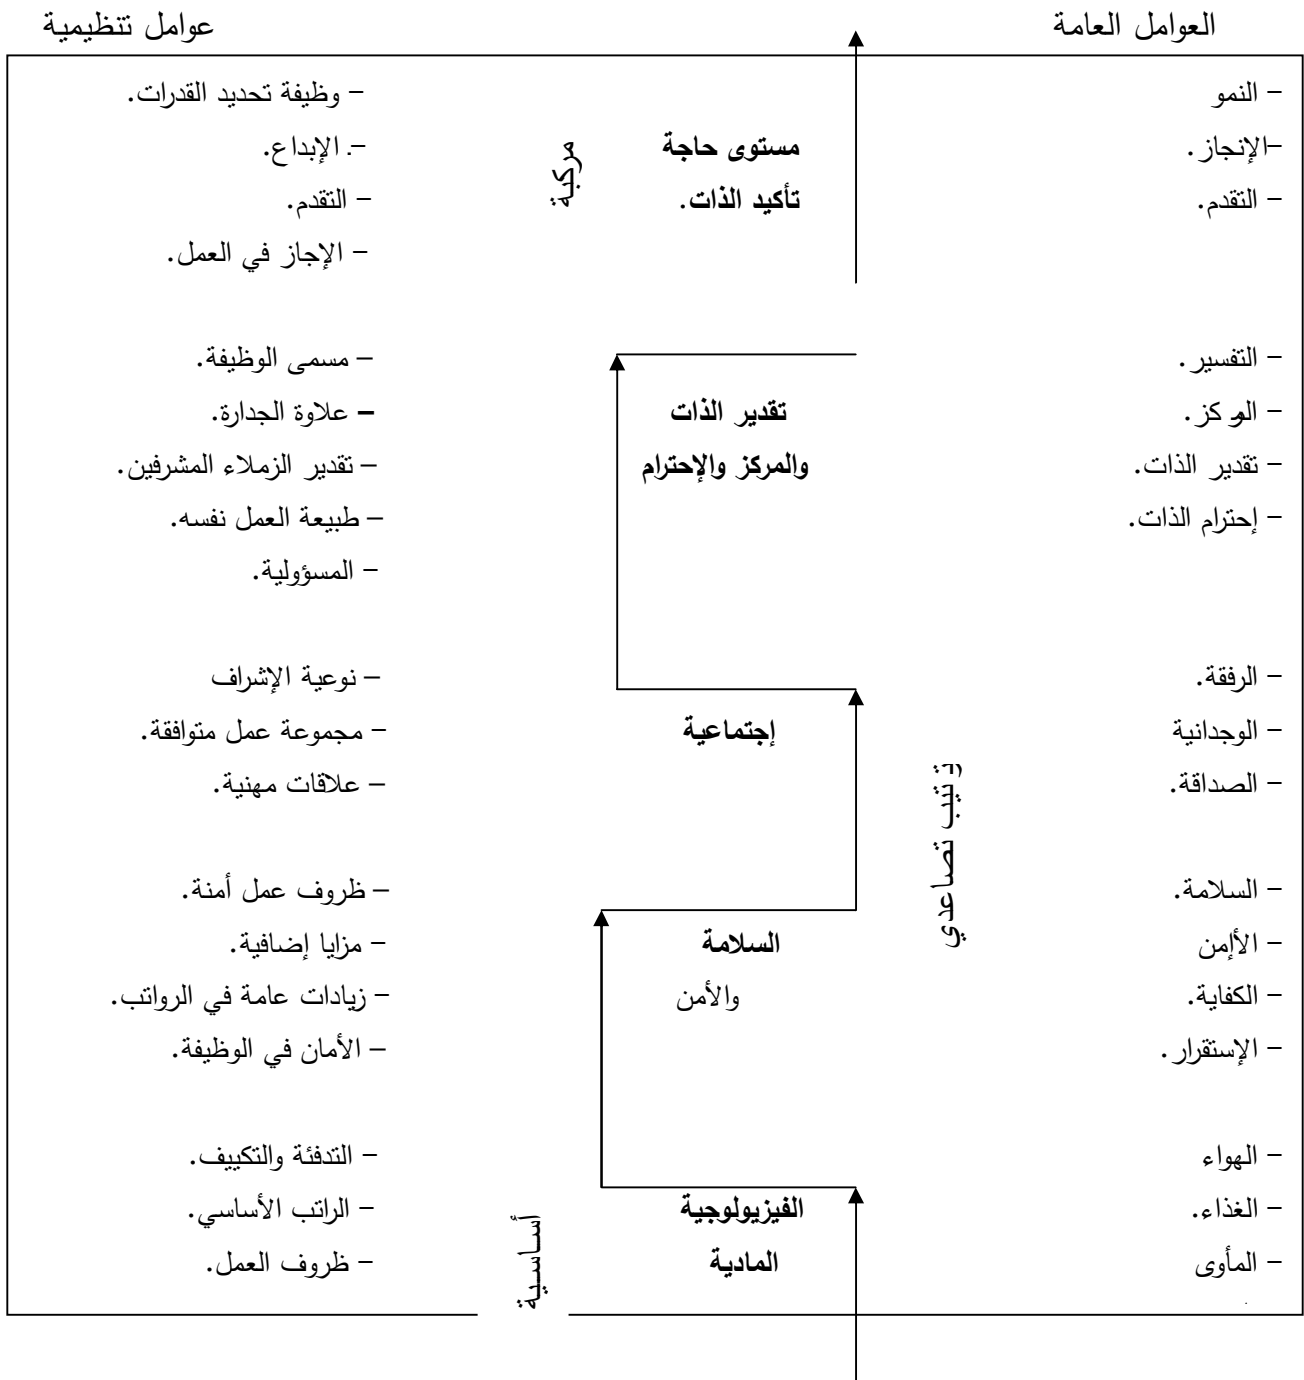 العوامل العامة
عوامل تنظيمية
- النمو
-الإنجاز.
- التقدم.
مستوى حاجة
تأكيد الذات.
مركبة
- وظيفة تحديد القدرات.
-. الإبداع.
- التقدم.
- الإجاز في العمل.
- التفسير.
- المركز.
- تقدير الذات.
- إحترام الذات.
تقدير الذات
والمركز والإحترام
- مسمى الوظيفة.
- علاوة الجدارة.
- تقدير الزملاء المشرفين.
- طبيعة العمل نفسه.
- المسؤولية.
- الرفقة.
- الوجدانية
- الصداقة.
ترتيب تصاعدي
إجتماعية
- نوعية الإشراف
- مجموعة عمل متوافقة.
- علاقات مهنية.
- السلامة.
- الأإمن
- الكفاية.
- الإستقرار.
السلامة
والأمن
- ظروف عمل أمنة.
- مزايا إضافية.
- زيادات عامة في الرواتب.
- الأمان في الوظيفة.
- الهواء
- الغذاء.
- المأوى
الفيزيولوجية
المادية
أساسية
- التدفئة والتكييف.
- الراتب الأساسي.
- ظروف العمل.